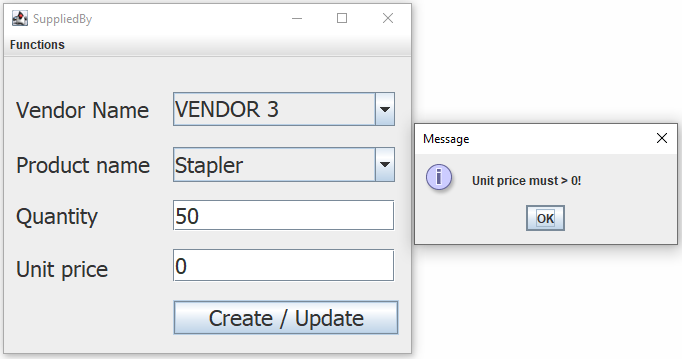 SuppliedBy
Functions
Vendor Name VENDOR 3
Product name Stapler
Quantity 50
Unit price 0
Create / Update
Message
Unit price must > 0!
OK